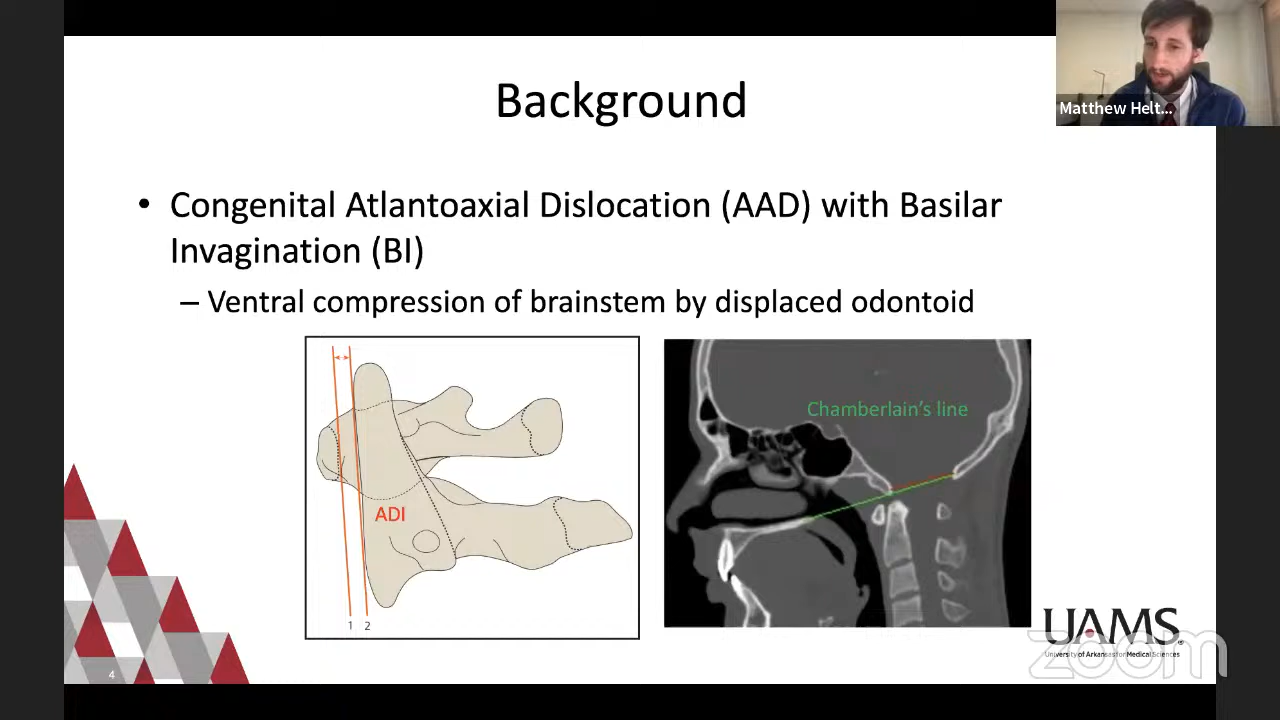 Background
Matthew Helt...
• Congenital Atlantoaxial Dislocation (AAD) with Basilar
Invagination (BI)
– Ventral compression of brainstem by displaced odontoid
ADI
1 2
Chamberlain's line
UAMS®
University of Arkansas for Medical Sciences
zoom
4